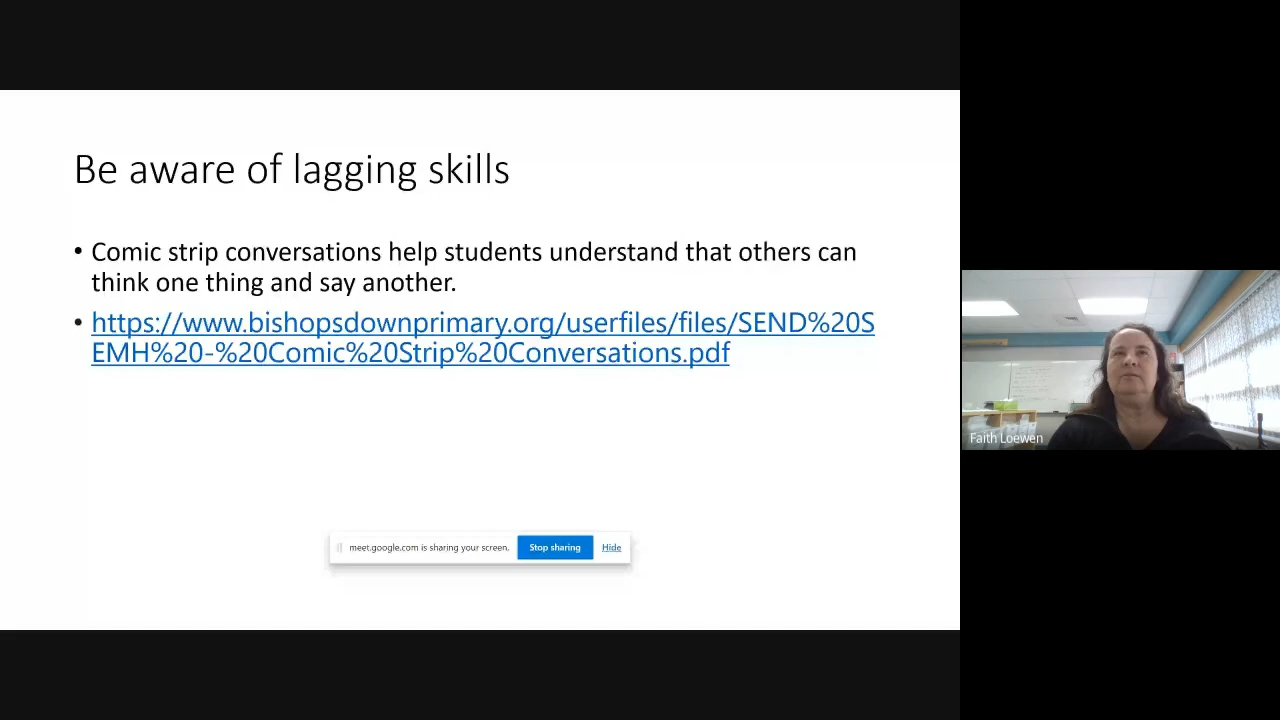 Be aware of lagging skills
• Comic strip conversations help students understand that others can
think one thing and say another.
• https://www.bishopsdownprimary.org/userfiles/files/SEND%20S
EMH%20-%20Comic%20Strip%20Conversations.pdf
meet.google.com is sharing your screen. Stop sharing Hide
Faith Loewen